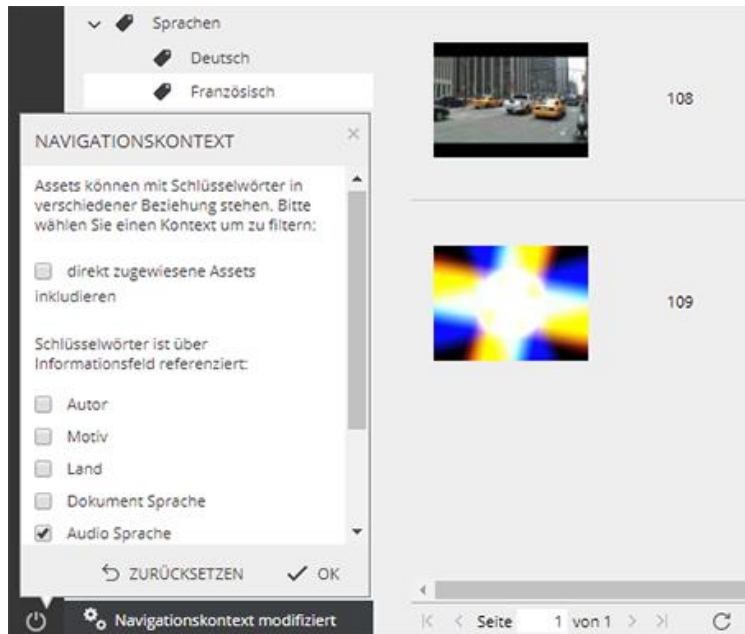 Sprachen
Deutsch
Französisch
NAVIGATIONSKONTEXT
Assets können mit Schlüsselwörter in
verschiedener Beziehung stehen. Bitte
wählen Sie einen Kontext um zu filtern:
direkt zugewiesene Assets
inkludieren
Schlüsselwörter ist über
Informationsfeld referenziert:
Autor
Motiv
Land
Dokument Sprache
Audio Sprache
ZURÜCKSETZEN OK
Navigationskontext modifiziert
108
109
Seite 1 von 1